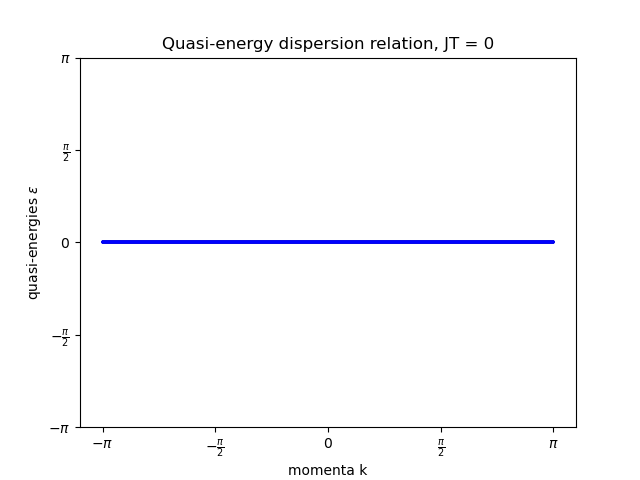 Quasi-energy dispersion relation, JT = 0
π
π/2
0
−π/2
−π
quasi-energies ε
−π −π/2 0 π/2 π
momenta k